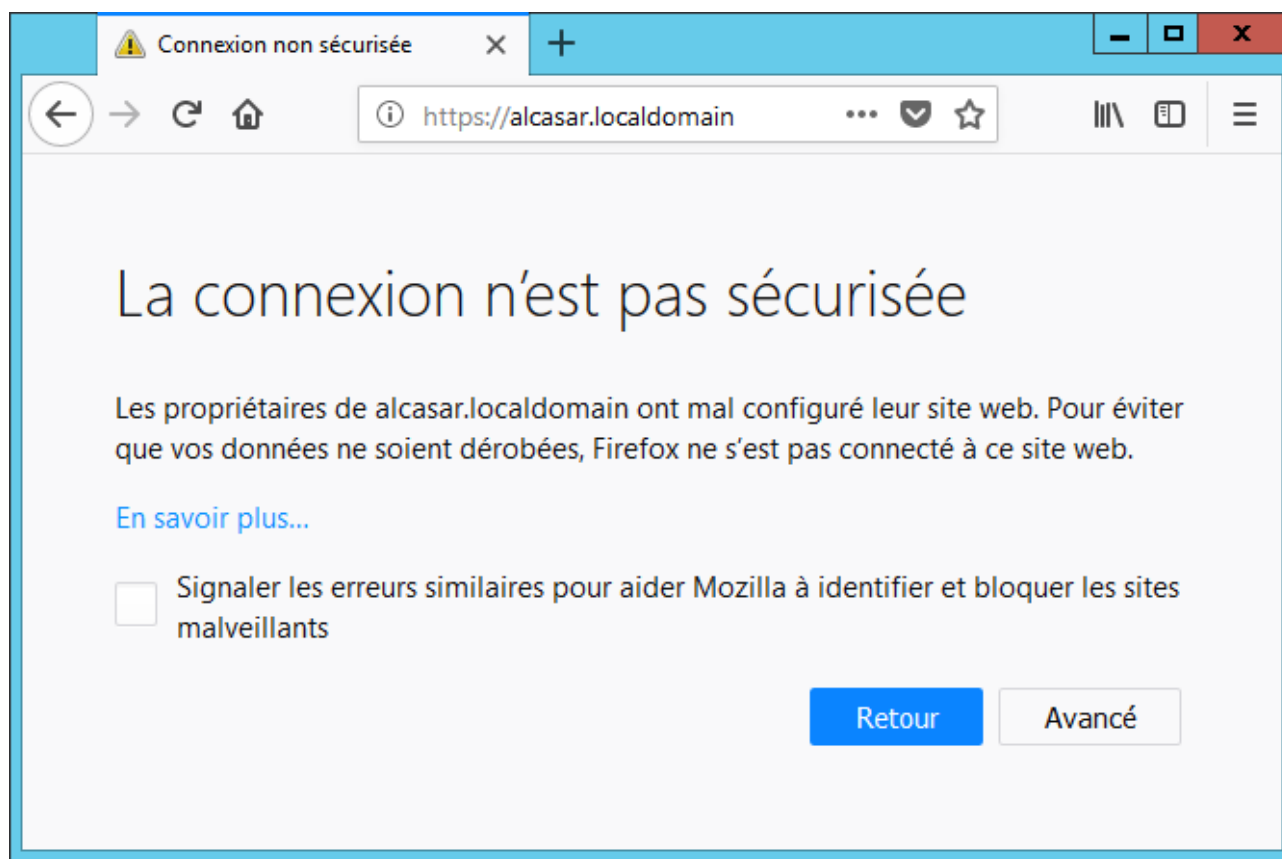 Connexion non sécurisée
https://alcasar.localdomain
La connexion n’est pas sécurisée
Les propriétaires de alcasar.localdomain ont mal configuré leur site web. Pour éviter
que vos données ne soient dérobées, Firefox ne s’est pas connecté à ce site web.
En savoir plus...
Signaler les erreurs similaires pour aider Mozilla à identifier et bloquer les sites
malveillants
Retour Avancé